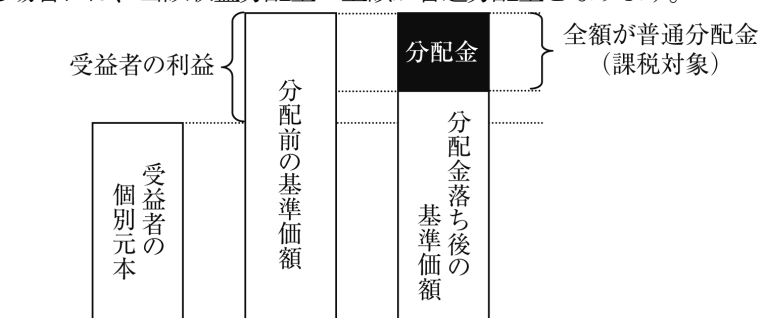 全額が普通分配金
（課税対象）
分配金
受益者の利益
分配前の基準価額
分配金落ち後の
基準価額
受益者の
個別元本